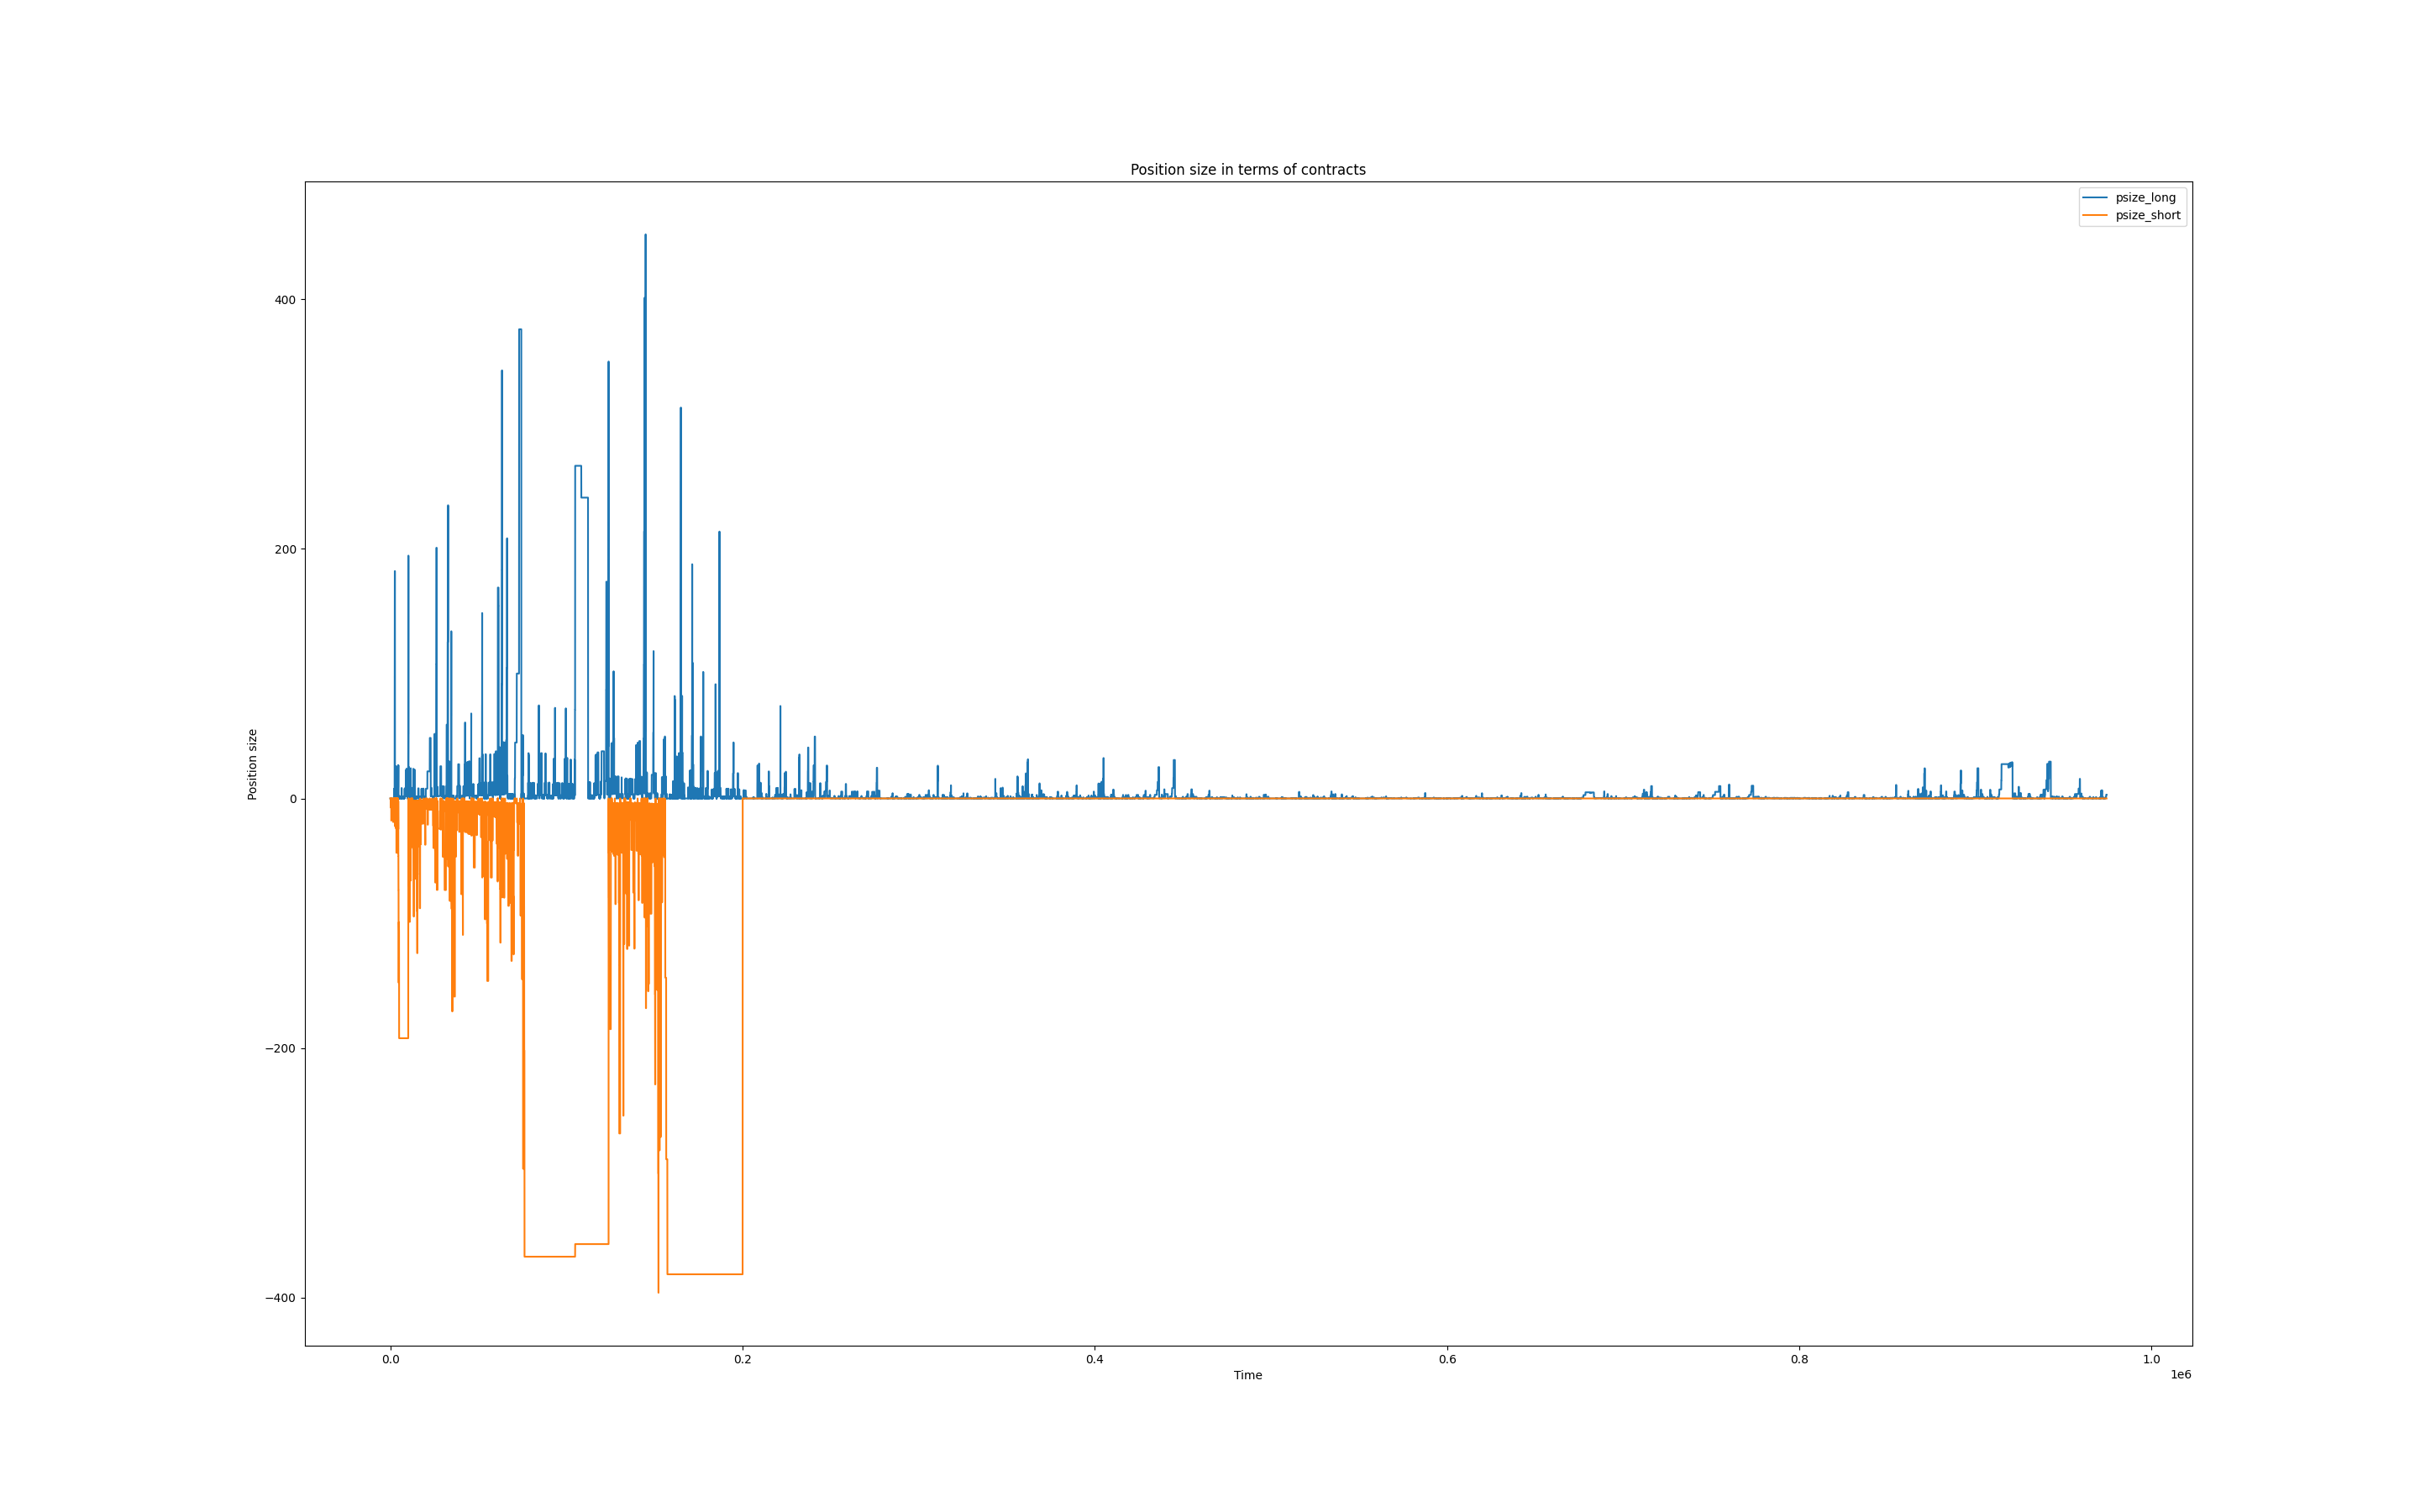 Position size in terms of contracts
psize_long
psize_short
Position size
400
200
0
−200
−400
0.0
0.2
0.4
0.6
0.8
1.0
1e6
Time